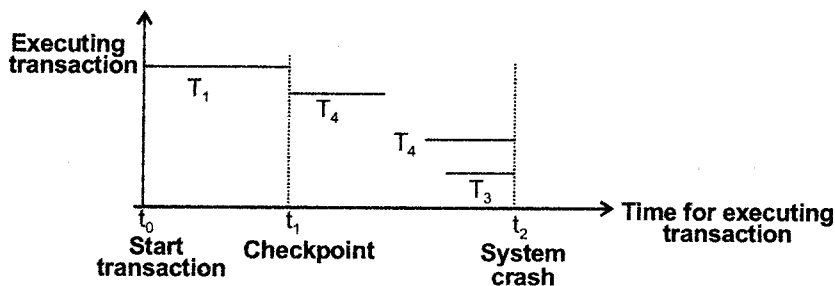 Executing
transaction
T₁
T₄
T₄
T₃
t₀
t₁
t₂
Time for executing
transaction
Start
transaction
Checkpoint
System
crash